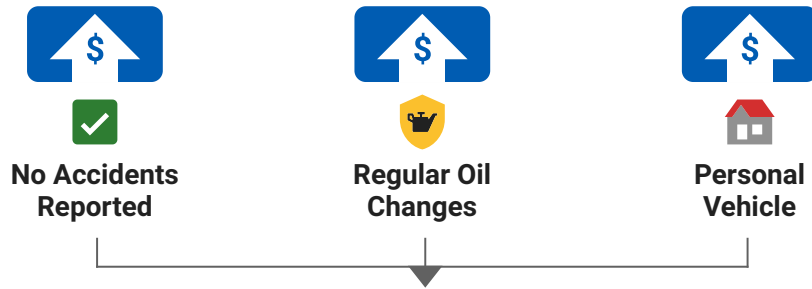 $
$
$
No Accidents
Reported
Regular Oil
Changes
Personal
Vehicle